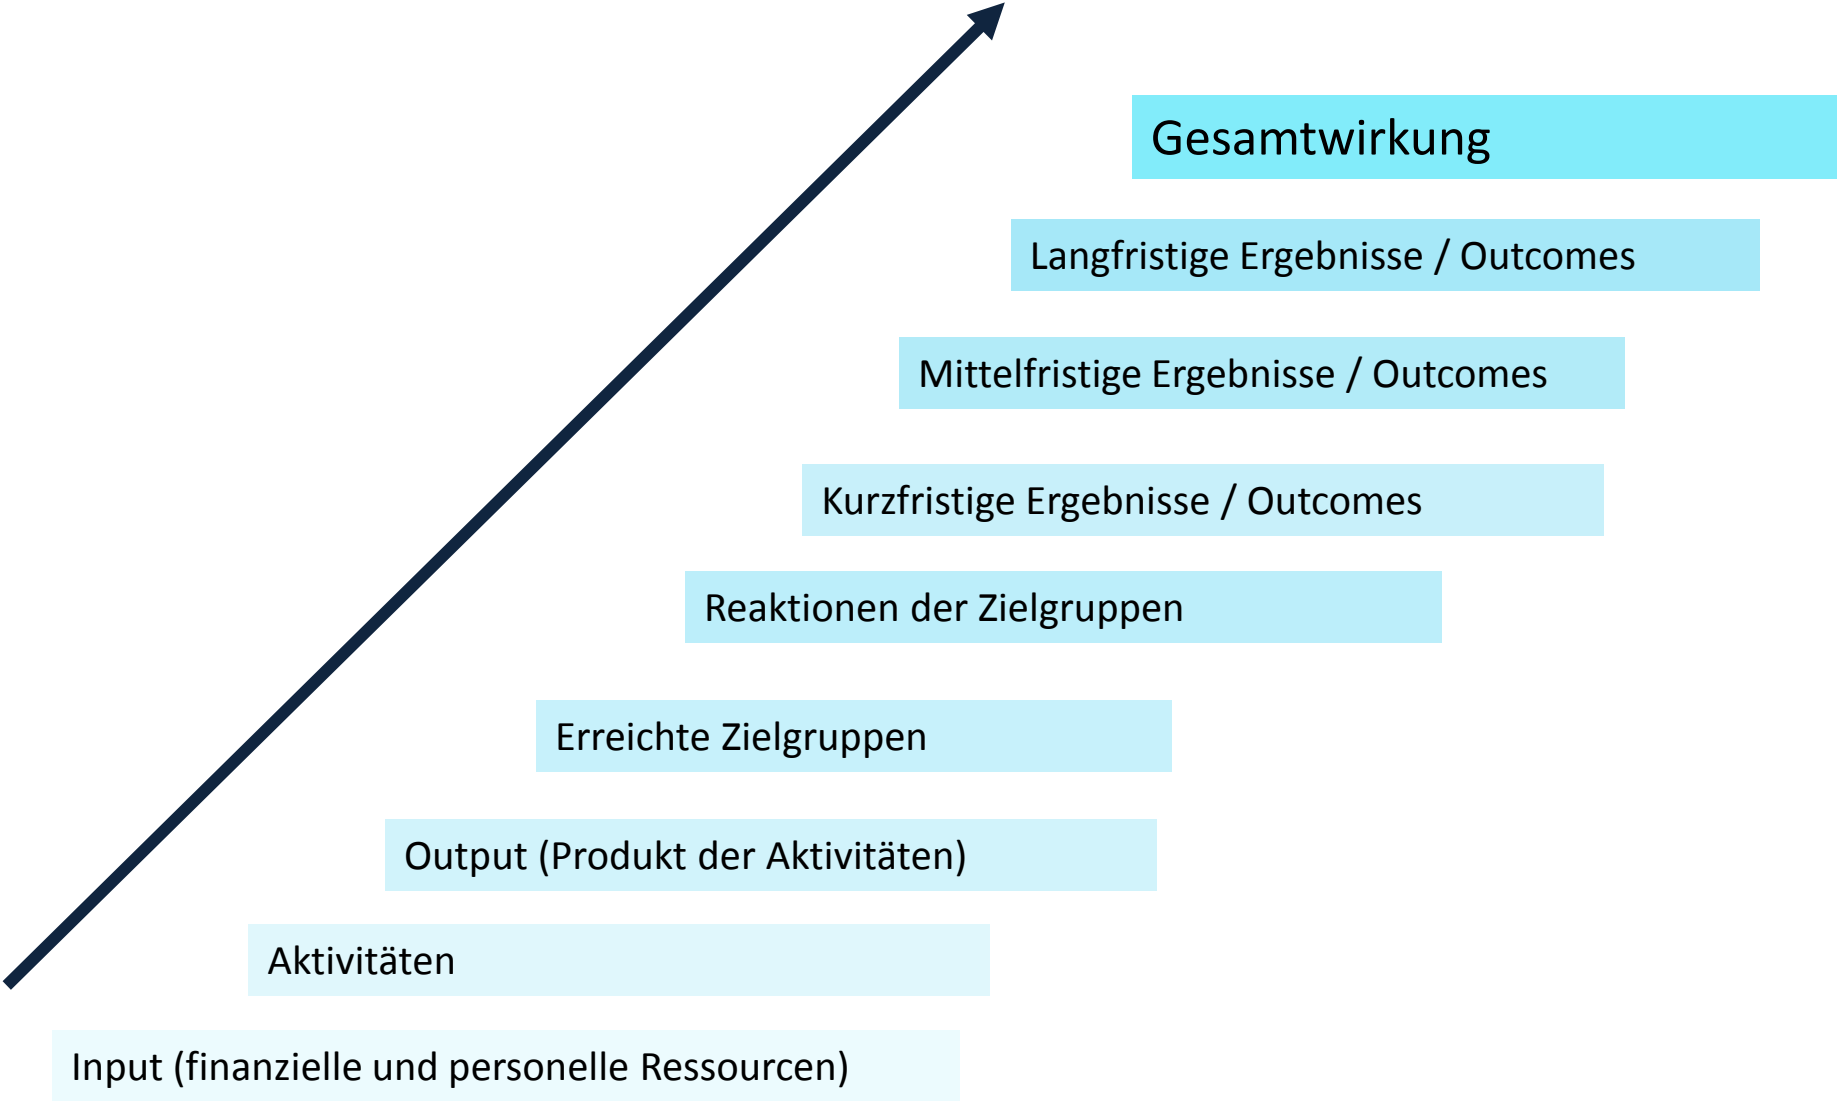 Gesamtwirkung
Langfristige Ergebnisse / Outcomes
Mittelfristige Ergebnisse / Outcomes
Kurzfristige Ergebnisse / Outcomes
Reaktionen der Zielgruppen
Erreichte Zielgruppen
Output (Produkt der Aktivitäten)
Aktivitäten
Input (finanzielle und personelle Ressourcen)